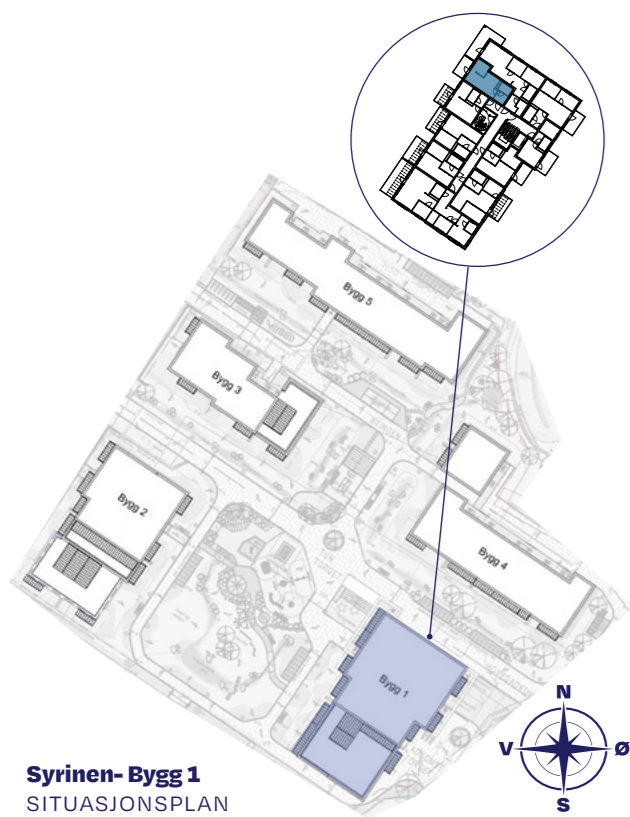 Bygg 5
Bygg 3
Bygg 2
Bygg 4
Bygg 1
N
V
Ø
S
Syrinen- Bygg 1
SITUASJONSPLAN